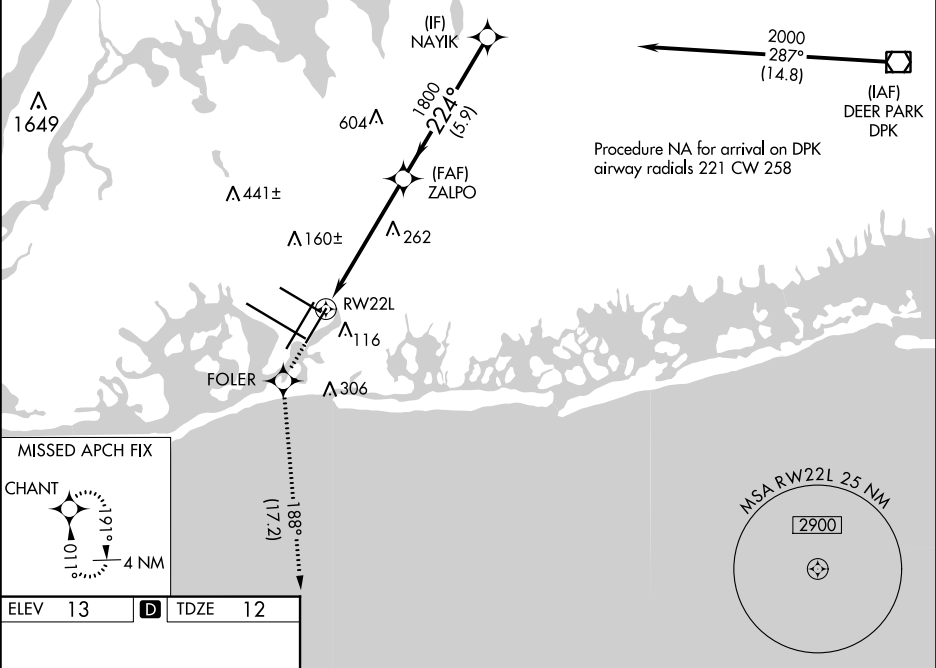 (IF)
NAYIK
2000
287°
(14.8)
(IAF)
DEER PARK
DPK
1649
604
1800
224°
(5.9)
Procedure NA for arrival on DPK
airway radials 221 CW 258
(FAF)
ZALPO
441±
160±
262
RW22L
116
FOLER
306
MISSED APCH FIX
CHANT
191°
011°
4 NM
188°
(17.2)
MSA RW22L 25 NM
2900
ELEV 13 D TDZE 12